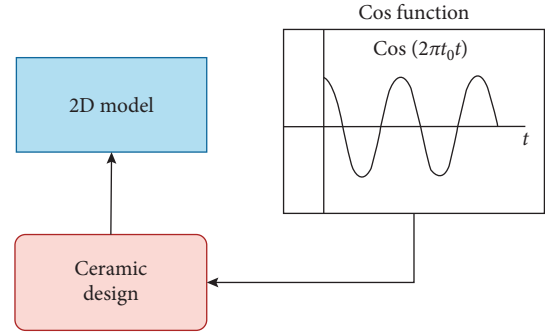 Cos function
Cos (2πt₀t)
t
2D model
Ceramic
design